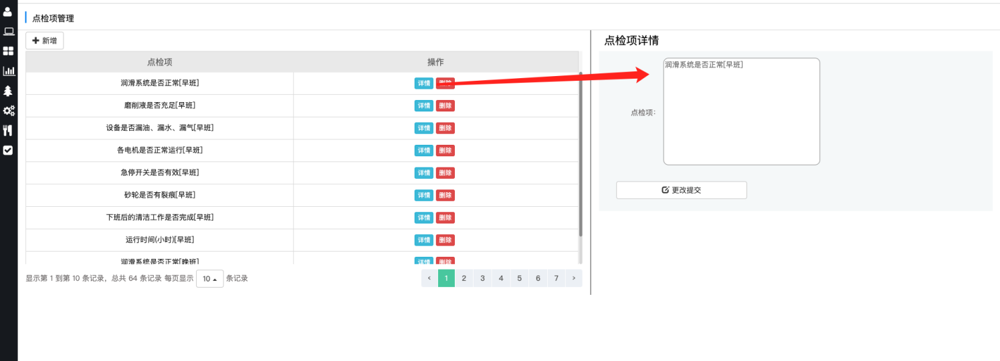 点检项管理
新增
点检项 操作
润滑系统是否正常[早班] 详情 删除
磨削液是否充足[早班] 详情 删除
设备是否漏油、漏水、漏气[早班] 详情 删除
各电机是否正常运行[早班] 详情 删除
急停开关是否有效[早班] 详情 删除
砂轮是否有裂痕[早班] 详情 删除
下班后的清洁工作是否完成[早班] 详情 删除
运行时间(小时)[早班] 详情 删除
润滑系统是否正常[晚班] 详情 删除
显示第 1 到第 10 条记录，总共 64 条记录 每页显示 10 条记录
‹ 1 2 3 4 5 6 7 ›
点检项详情
润滑系统是否正常[早班]
点检项:
更改提交